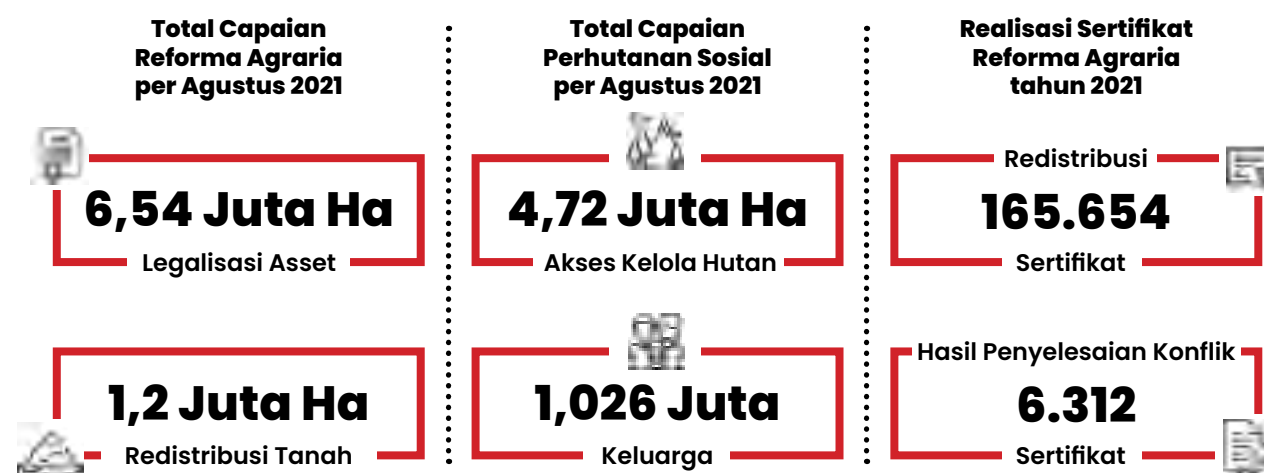 Total Capaian
Reforma Agraria
per Agustus 2021
6,54 Juta Ha
Legalisasi Asset
1,2 Juta Ha
Redistribusi Tanah
Total Capaian
Perhutanan Sosial
per Agustus 2021
4,72 Juta Ha
Akses Kelola Hutan
1,026 Juta
Keluarga
Realisasi Sertifikat
Reforma Agraria
tahun 2021
Redistribusi
165.654
Sertifikat
Hasil Penyelesaian Konflik
6.312
Sertifikat